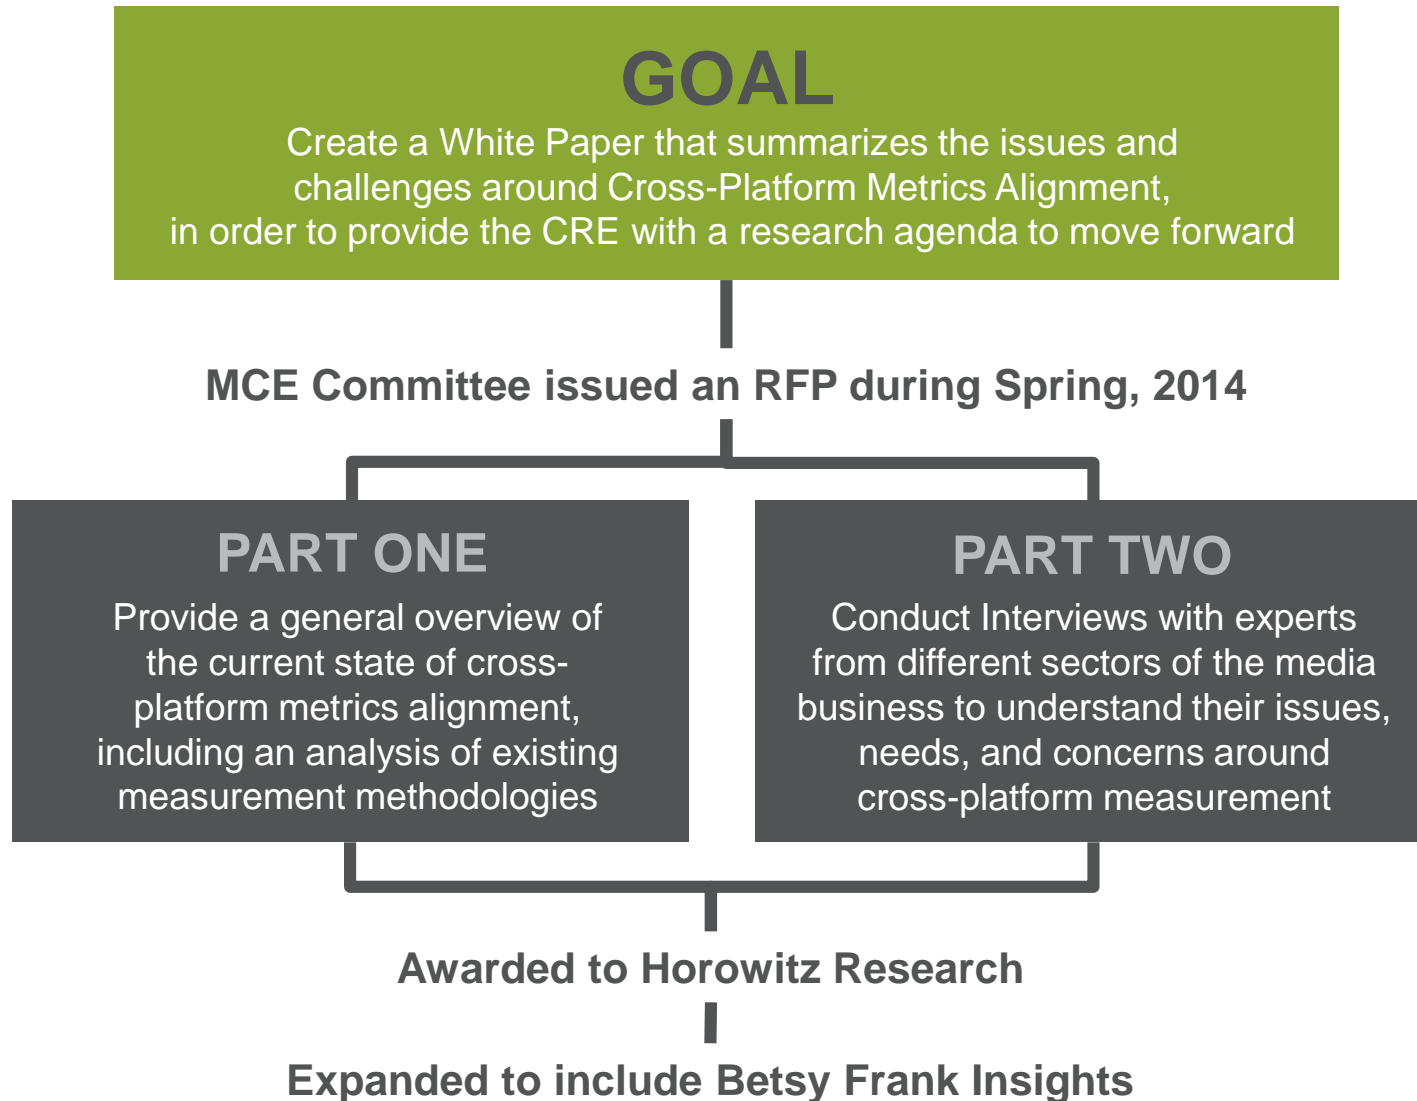 GOAL
Create a White Paper that summarizes the issues and
challenges around Cross-Platform Metrics Alignment,
in order to provide the CRE with a research agenda to move forward
MCE Committee issued an RFP during Spring, 2014
PART ONE
Provide a general overview of
the current state of cross-
platform metrics alignment,
including an analysis of existing
measurement methodologies
PART TWO
Conduct Interviews with experts
from different sectors of the media
business to understand their issues,
needs, and concerns around
cross-platform measurement
Awarded to Horowitz Research
Expanded to include Betsy Frank Insights